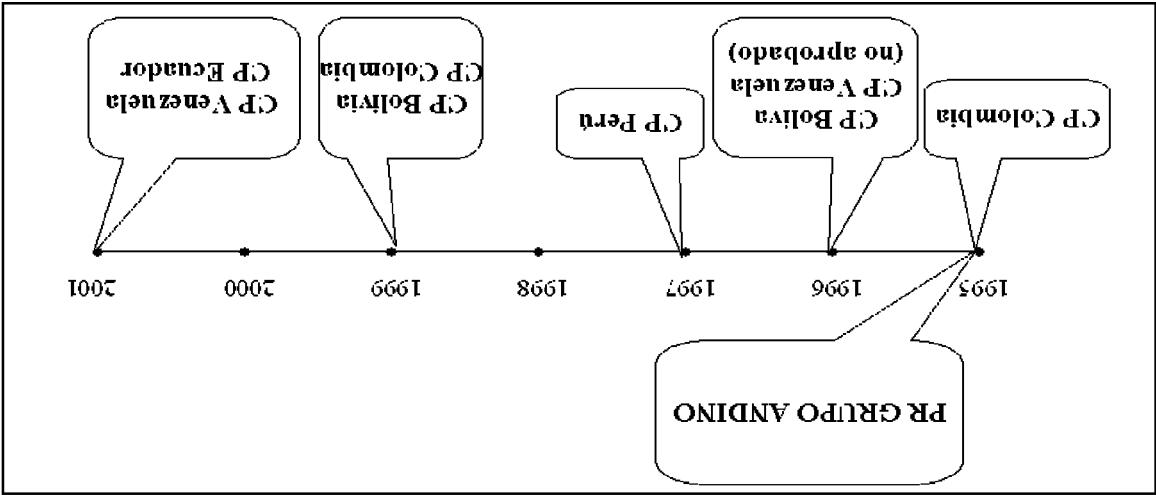 PR GRUPO ANDINO
1995 1996 1997 1998 1999 2000 2001
CP Colombia
CP Boliva
CP Venezuela
(no aprobado)
CP Perú
CP Bolivia
CP Colombia
CP Venezuela
CP Ecuador